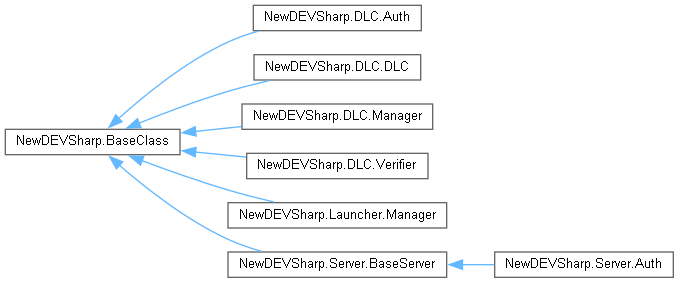 NewDEVSharp.DLC.Auth
NewDEVSharp.DLC.DLC
NewDEVSharp.DLC.Manager
NewDEVSharp.BaseClass
NewDEVSharp.DLC.Verifier
NewDEVSharp.Launcher.Manager
NewDEVSharp.Server.BaseServer
NewDEVSharp.Server.Auth